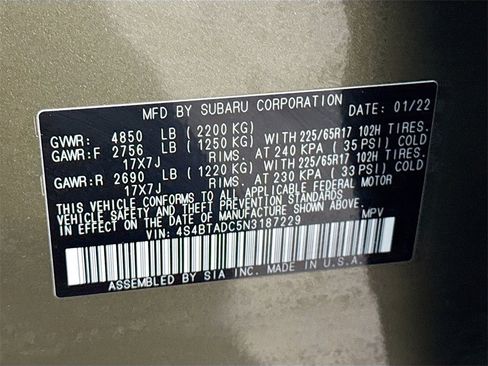 MFD BY SUBARU CORPORATION DATE: 01/22
GVWR: 4850 LB (2200 KG)
GAWR:F 2756 LB (1250 KG) WITH 225/65R17 102H TIRES.
17X7J RIMS. AT 240 KPA (35 PSI) COLD
GAWR:R 2690 LB (1220 KG) WITH 225/65R17 102H TIRES.
17X7J RIMS. AT 230 KPA (33 PSI) COLD
THIS VEHICLE CONFORMS TO ALL APPLICABLE FEDERAL MOTOR
VEHICLE SAFETY AND THEFT PREVENTION STANDARDS
IN EFFECT ON THE DATE OF MANUFACTURE SHOWN ABOVE.
VIN: 4S4BTADC5N3187229 MPV
ASSEMBLED BY SIA INC. MADE IN U.S.A.